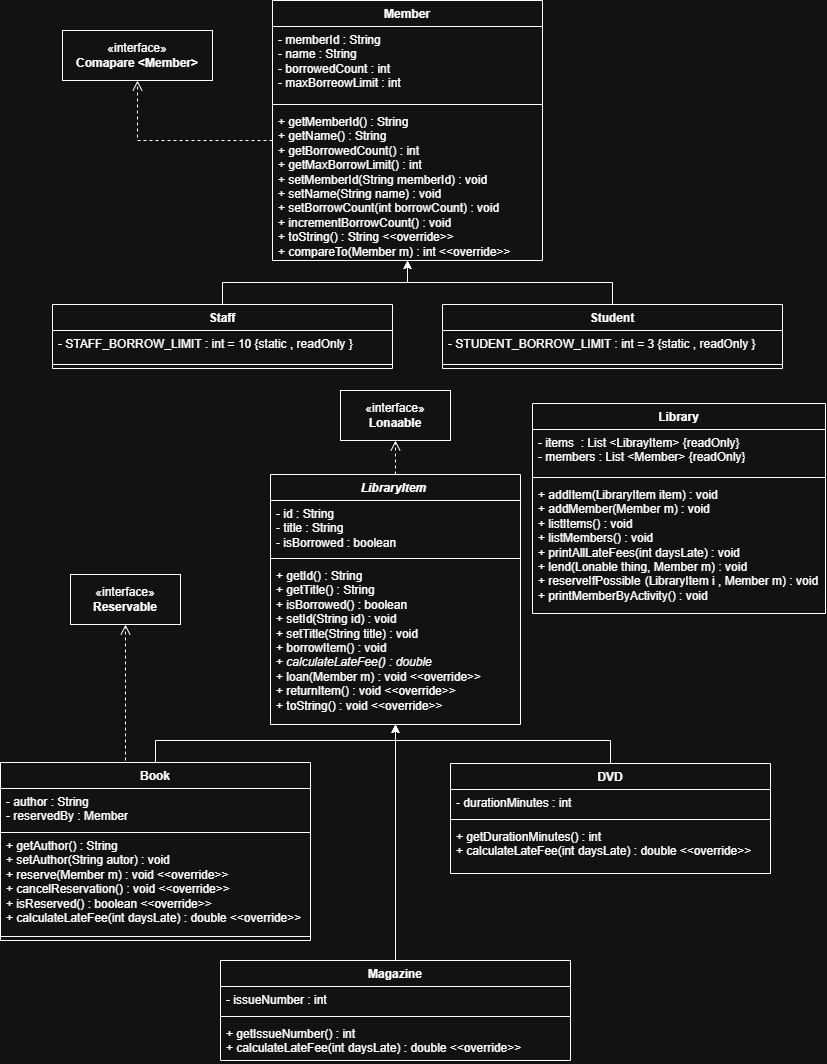 Member
- memberId : String
- name : String
- borrowedCount : int
- maxBorreowLimit : int
+ getMemberId() : String
+ getName() : String
+ getBorrowedCount() : int
+ getMaxBorrowLimit() : int
+ setMemberId(String memberId) : void
+ setName(String name) : void
+ setBorrowCount(int borrowCount) : void
+ incrementBorrowCount() : void
+ toString() : String <<override>>
+ compareTo(Member m) : int <<override>>
«interface»
Comapare <Member>
Staff
- STAFF_BORROW_LIMIT : int = 10 {static , readOnly }
Student
- STUDENT_BORROW_LIMIT : int = 3 {static , readOnly }
«interface»
Lonaable
Library
- items : List <LibrayItem> {readOnly}
- members : List <Member> {readOnly}
+ addItem(LibraryItem item) : void
+ addMember(Member m) : void
+ listItems() : void
+ listMembers() : void
+ printAllLateFees(int daysLate) : void
+ lend(Lonable thing, Member m) : void
+ reserveIfPossible (LibraryItem i , Member m) : void
+ printMemberByActivity() : void
LibraryItem
- id : String
- title : String
- isBorrowed : boolean
+ getId() : String
+ getTitle() : String
+ isBorrowed() : boolean
+ setId(String id) : void
+ setTitle(String title) : void
+ borrowItem() : void
+ calculateLateFee() : double
+ loan(Member m) : void <<override>>
+ returnItem() : void <<override>>
+ toString() : void <<override>>
«interface»
Reservable
Book
- author : String
- reservedBy : Member
+ getAuthor() : String
+ setAuthor(String autor) : void
+ reserve(Member m) : void <<override>>
+ cancelReservation() : void <<override>>
+ isReserved() : boolean <<override>>
+ calculateLateFee(int daysLate) : double <<override>>
DVD
- durationMinutes : int
+ getDurationMinutes() : int
+ calculateLateFee(int daysLate) : double <<override>>
Magazine
- issueNumber : int
+ getIssueNumber() : int
+ calculateLateFee(int daysLate) : double <<override>>